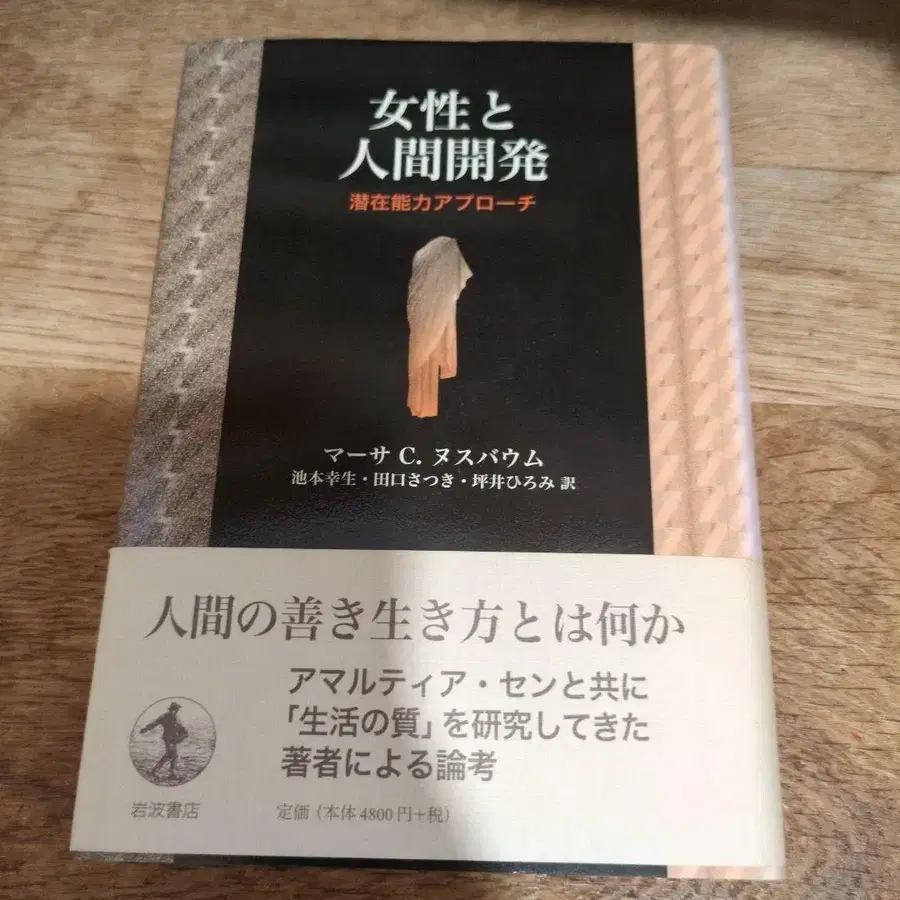 女性と
人間開発
潜在能力アプローチ
マーサ C. ヌスバウム
池本幸生・田口さつき・坪井ひろみ 訳
人間の善き生き方とは何か
アマルティア・センと共に
「生活の質」を研究してきた
著者による論考
岩波書店
定価（本体 4800 円＋税）